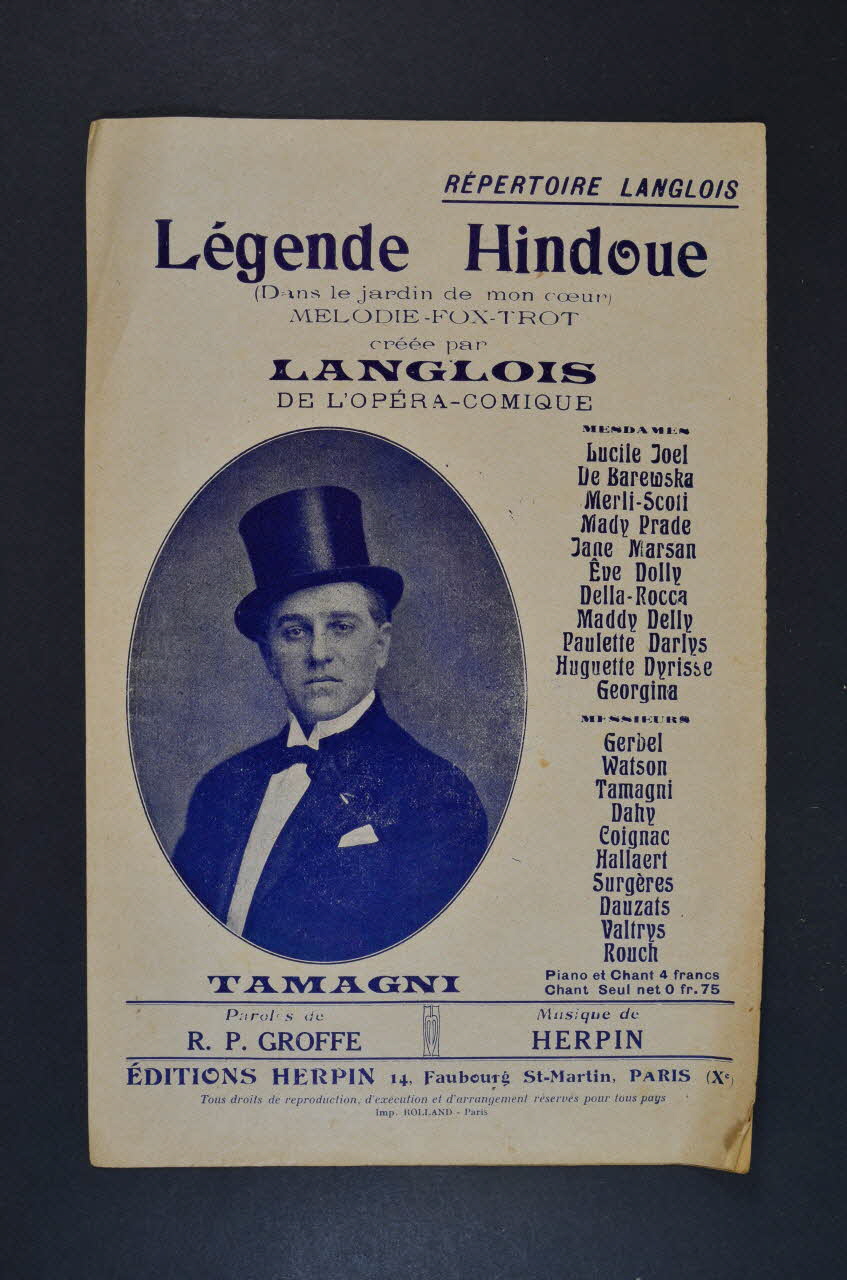 RÉPERTOIRE LANGLOIS
Légende Hindoue
(Dans le jardin de mon cœur)
MELODIE-FOX-TROT
créée par
LANGLOIS
DE L'OPÉRA-COMIQUE
MESDAMES
Lucile Joel
De Barewska
Merli-Scoti
Mady Prade
Jane Marsan
Êve Dolly
Della-Rocca
Maddy Delly
Paulette Darlys
Huguette Dyrisse
Georgina
MESSIEURS
Gerbel
Watson
Tamagni
Dahy
Coignac
Hallaert
Surgères
Dauzats
Valtrys
Rouch
Piano et Chant 4 francs
Chant Seul net 0 fr. 75
TAMAGNI
Paroles de
R. P. GROFFE
Musique de
HERPIN
ÉDITIONS HERPIN 14, Faubourg St-Martin, PARIS (Xe)
Tous droits de reproduction, d'exécution et d'arrangement réservés pour tous pays
Imp. ROLLAND - Paris